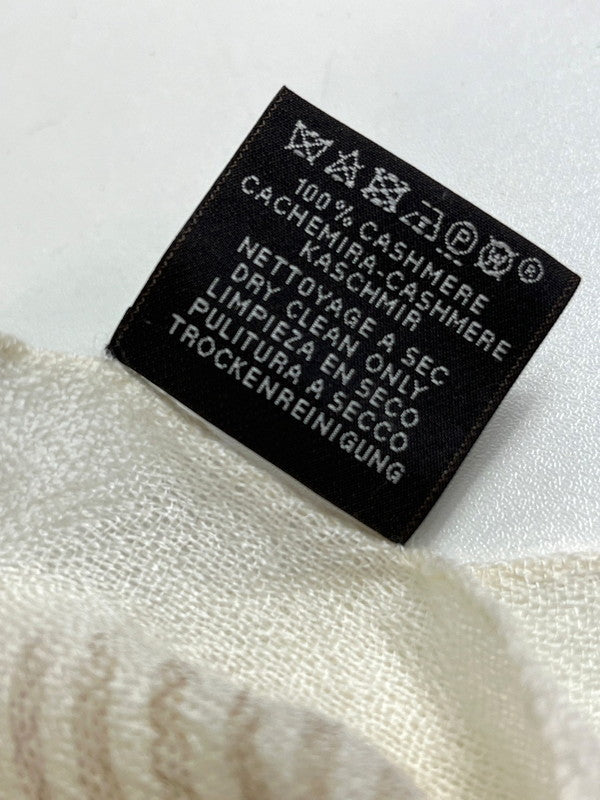 P W ®
100% CASHMERE
CACHEMIRA-CASHMERE
KASCHMIR
NETTOYAGE A SEC
DRY CLEAN ONLY
LIMPIEZA EN SECO
PULITURA A SECCO
TROCKENREINIGUNG